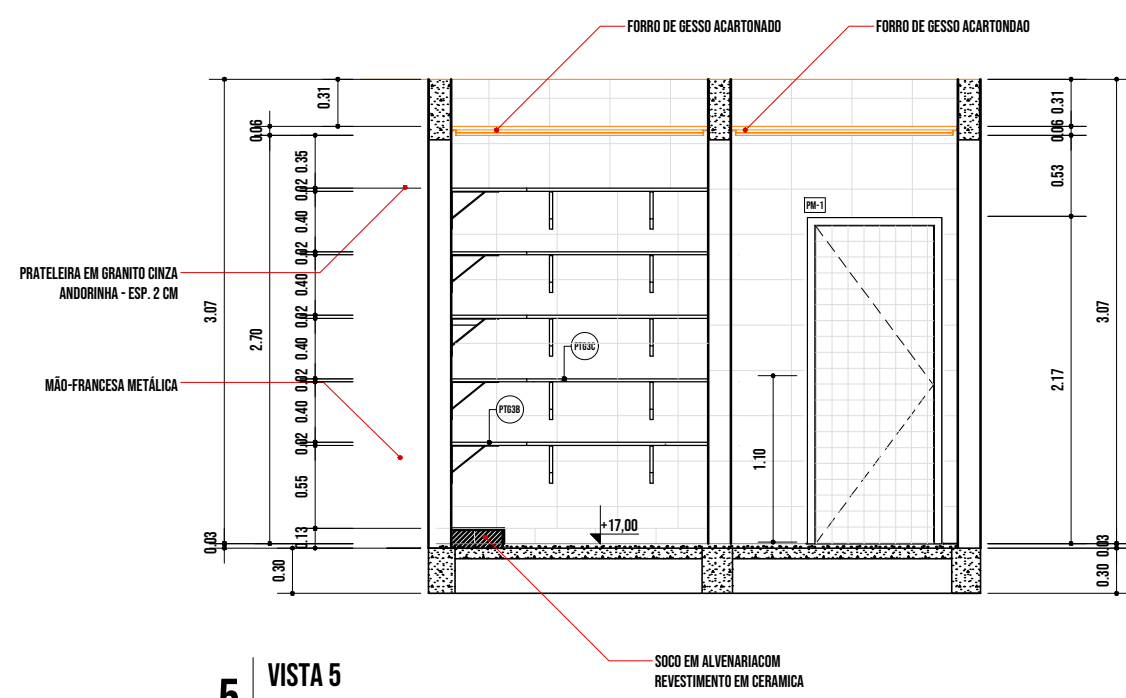 FORRO DE GESSO ACARTONADO
FORRO DE GESSO ACARTONDAO
0.31
0.06
0.35
0.02
0.40
0.02
0.40
0.02
0.40
0.02
0.40
0.02
0.55
0.13
3.07
2.70
0.03
0.30
PRATELEIRA EM GRANITO CINZA
ANDORINHA - ESP. 2 CM
MÃO-FRANCESA METÁLICA
PTG3C
PTG3B
+17,00
PM-1
1.10
0.31
0.06
0.53
2.17
3.07
0.03
0.30
SOCO EM ALVENARIACOM
REVESTIMENTO EM CERAMICA
5
VISTA 5